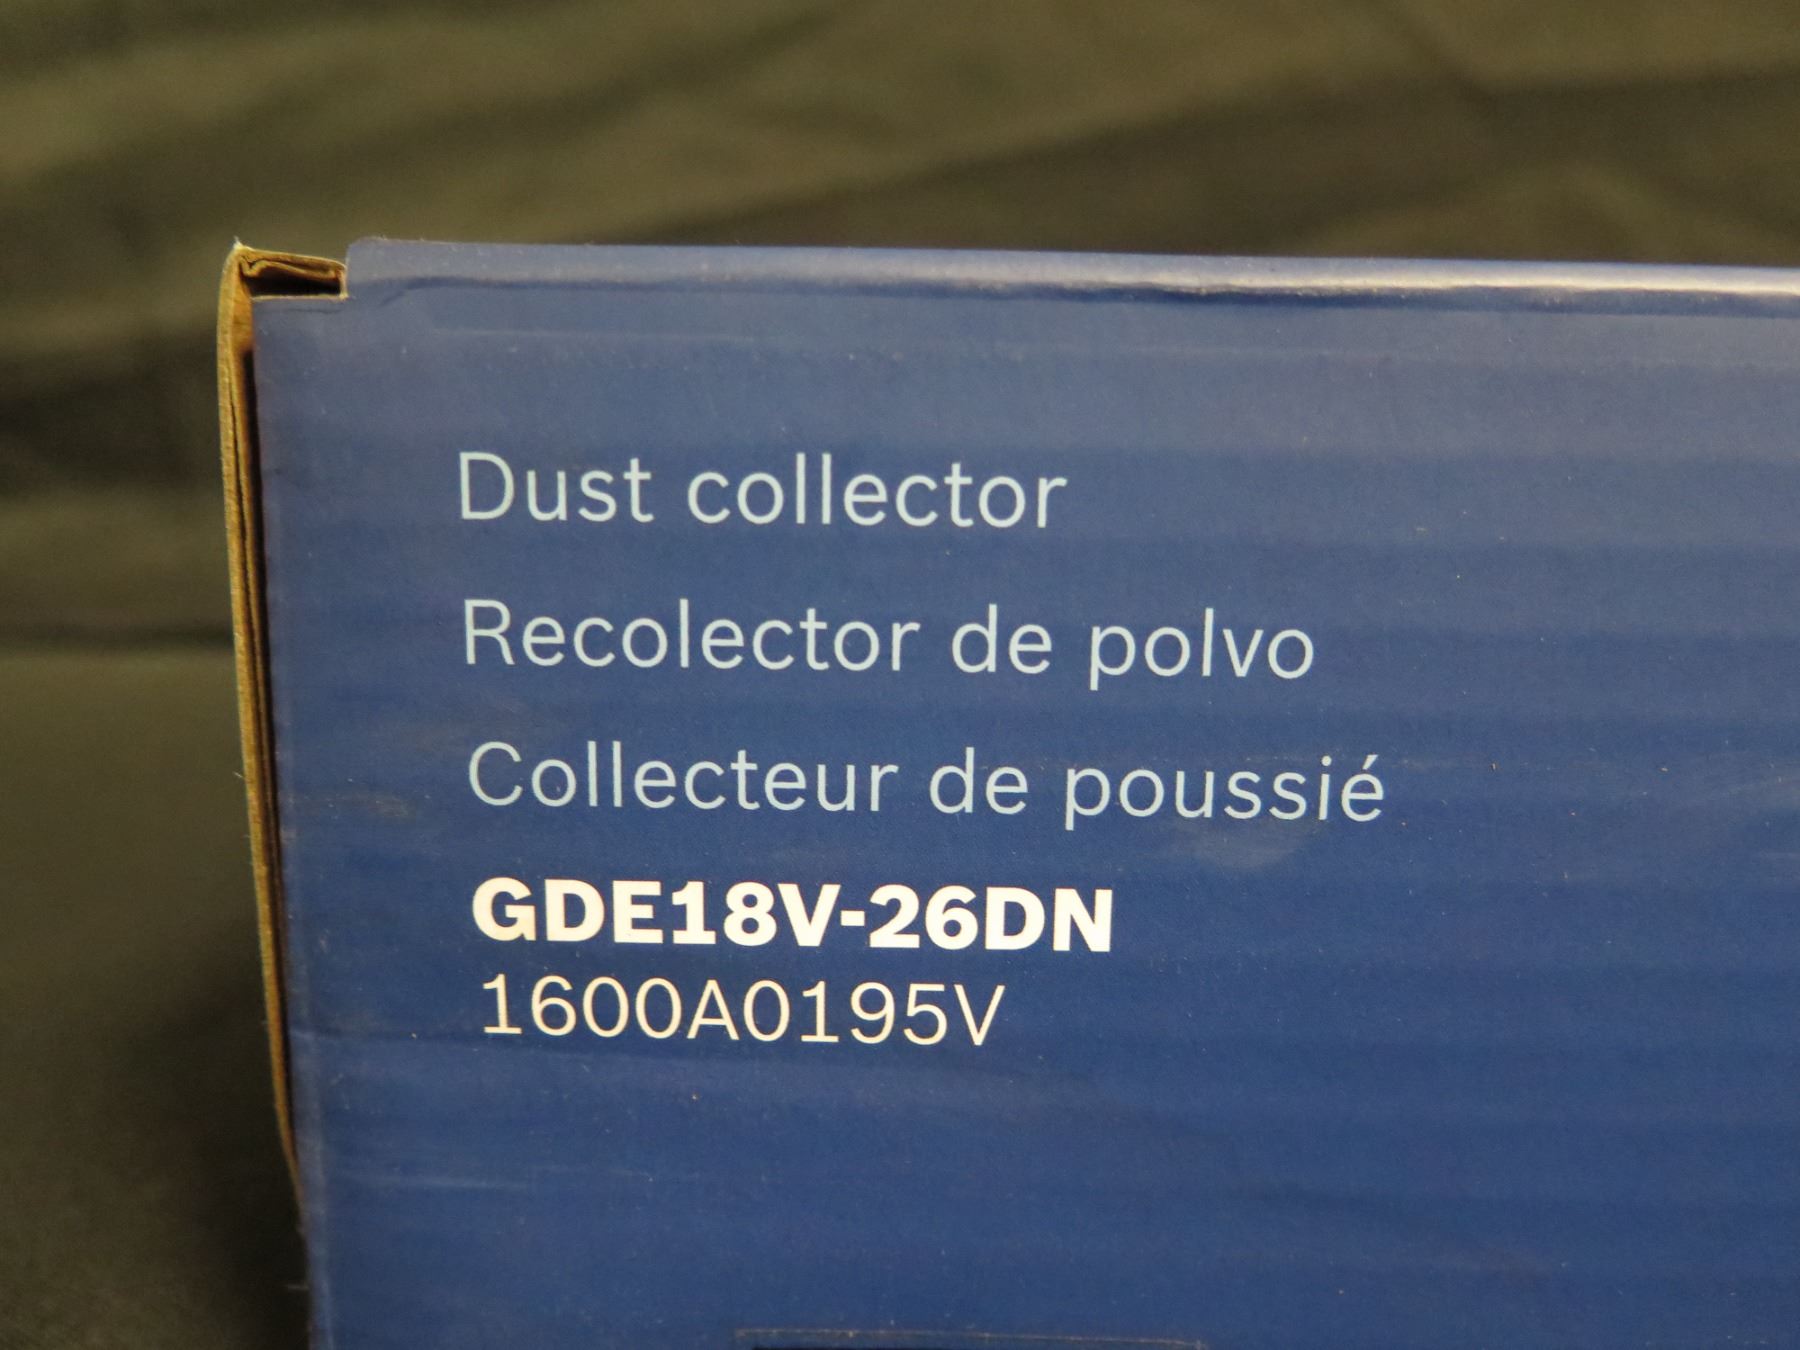 Dust collector
Recolector de polvo
Collecteur de poussié
GDE18V-26DN
1600A0195V